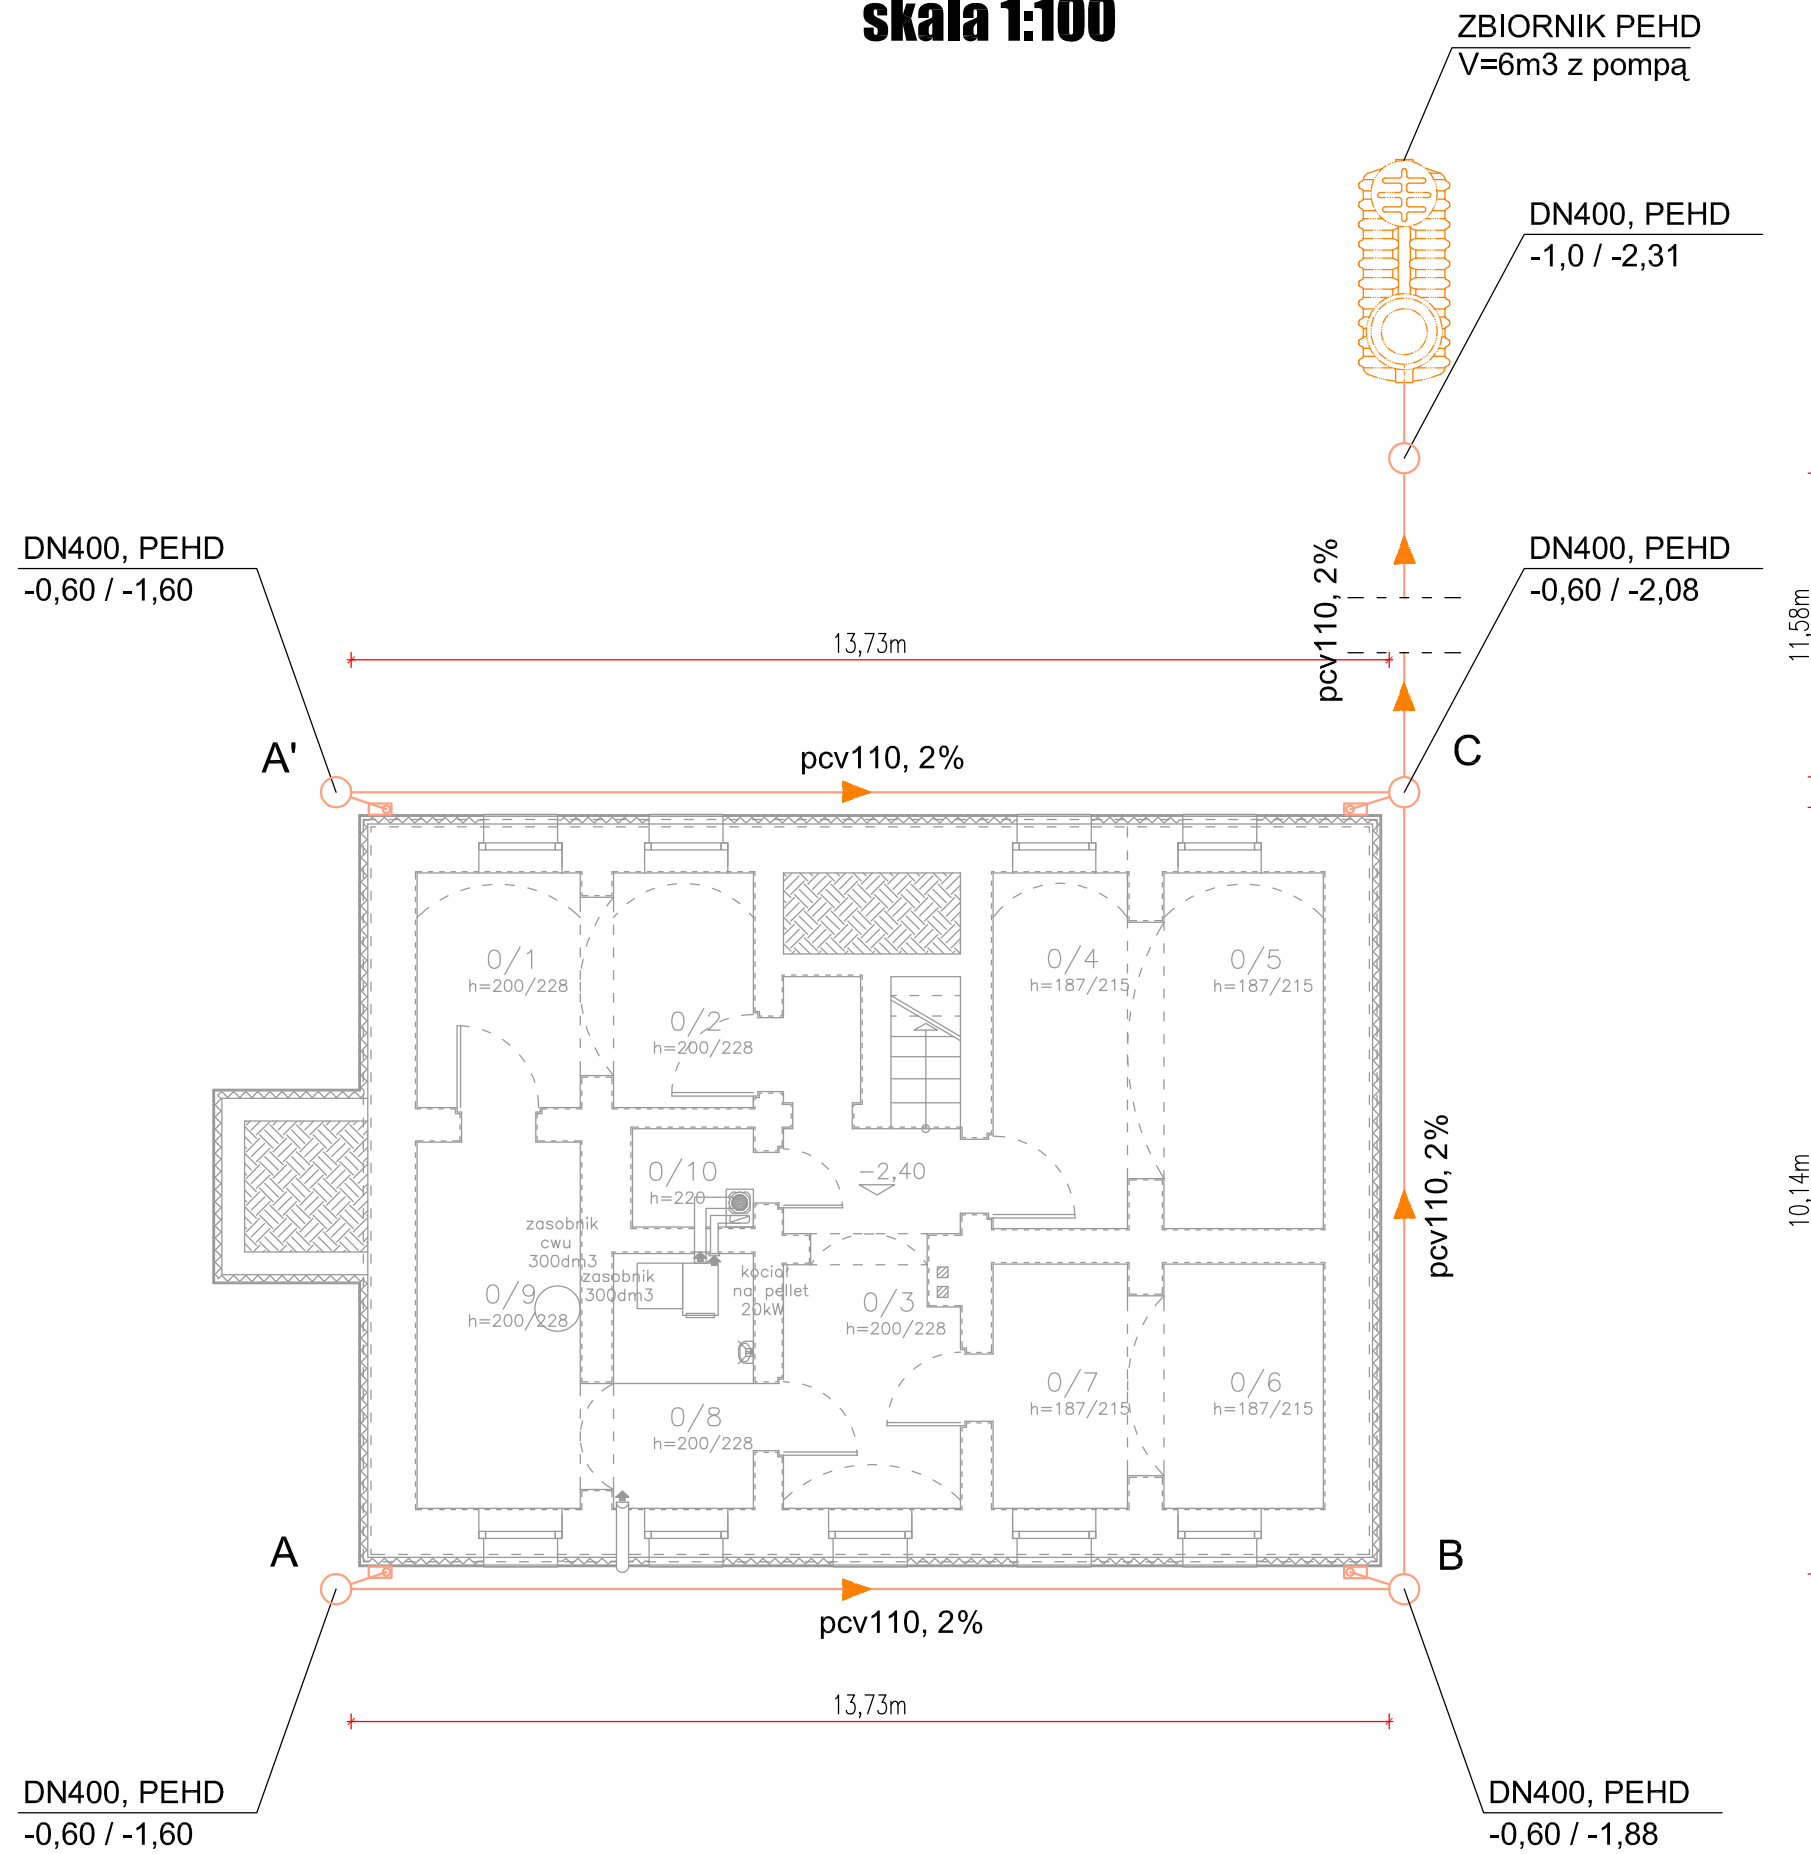 skala 1:100
ZBIORNIK PEHD
V=6m3 z pompą
DN400, PEHD
-1,0 / -2,31
DN400, PEHD
-0,60 / -1,60
DN400, PEHD
-0,60 / -2,08
pcv110, 2%
11,58m
13,73m
A'
pcv110, 2%
C
0/1
h=200/228
0/2
h=200/228
0/4
h=187/215
0/5
h=187/215
0/10
h=220
-2,40
pcv110, 2%
10,14m
zasobnik
cwu
300dm3
zasobnik
300dm3
kocioł
na pellet
20kW
0/9
h=200/228
0/3
h=200/228
0/7
h=187/215
0/6
h=187/215
0/8
h=200/228
A
B
pcv110, 2%
13,73m
DN400, PEHD
-0,60 / -1,60
DN400, PEHD
-0,60 / -1,88